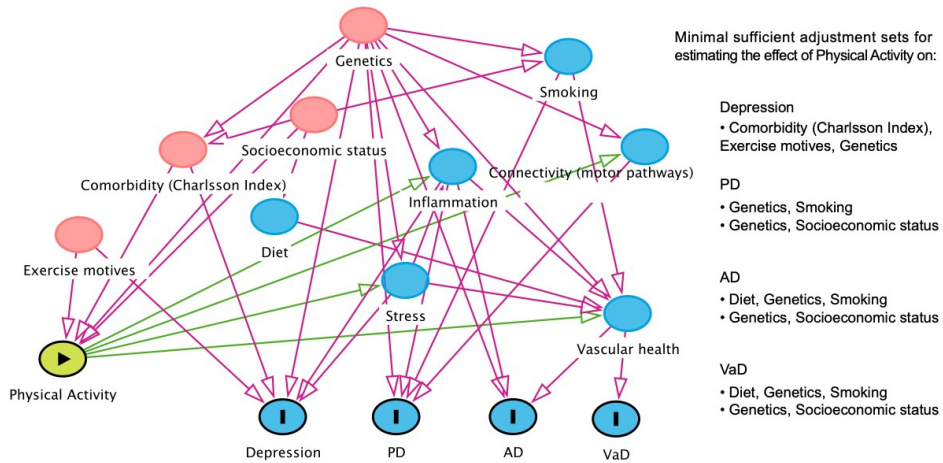 Genetics
Smoking
Socioeconomic status
Comorbidity (Charlsson Index)
Connectivity (motor pathways)
Inflammation
Diet
Exercise motives
Stress
Vascular health
Physical Activity
Depression
PD
AD
VaD
Minimal sufficient adjustment sets for
estimating the effect of Physical Activity on:
Depression
• Comorbidity (Charlsson Index),
Exercise motives, Genetics
PD
• Genetics, Smoking
• Genetics, Socioeconomic status
AD
• Diet, Genetics, Smoking
• Genetics, Socioeconomic status
VaD
• Diet, Genetics, Smoking
• Genetics, Socioeconomic status